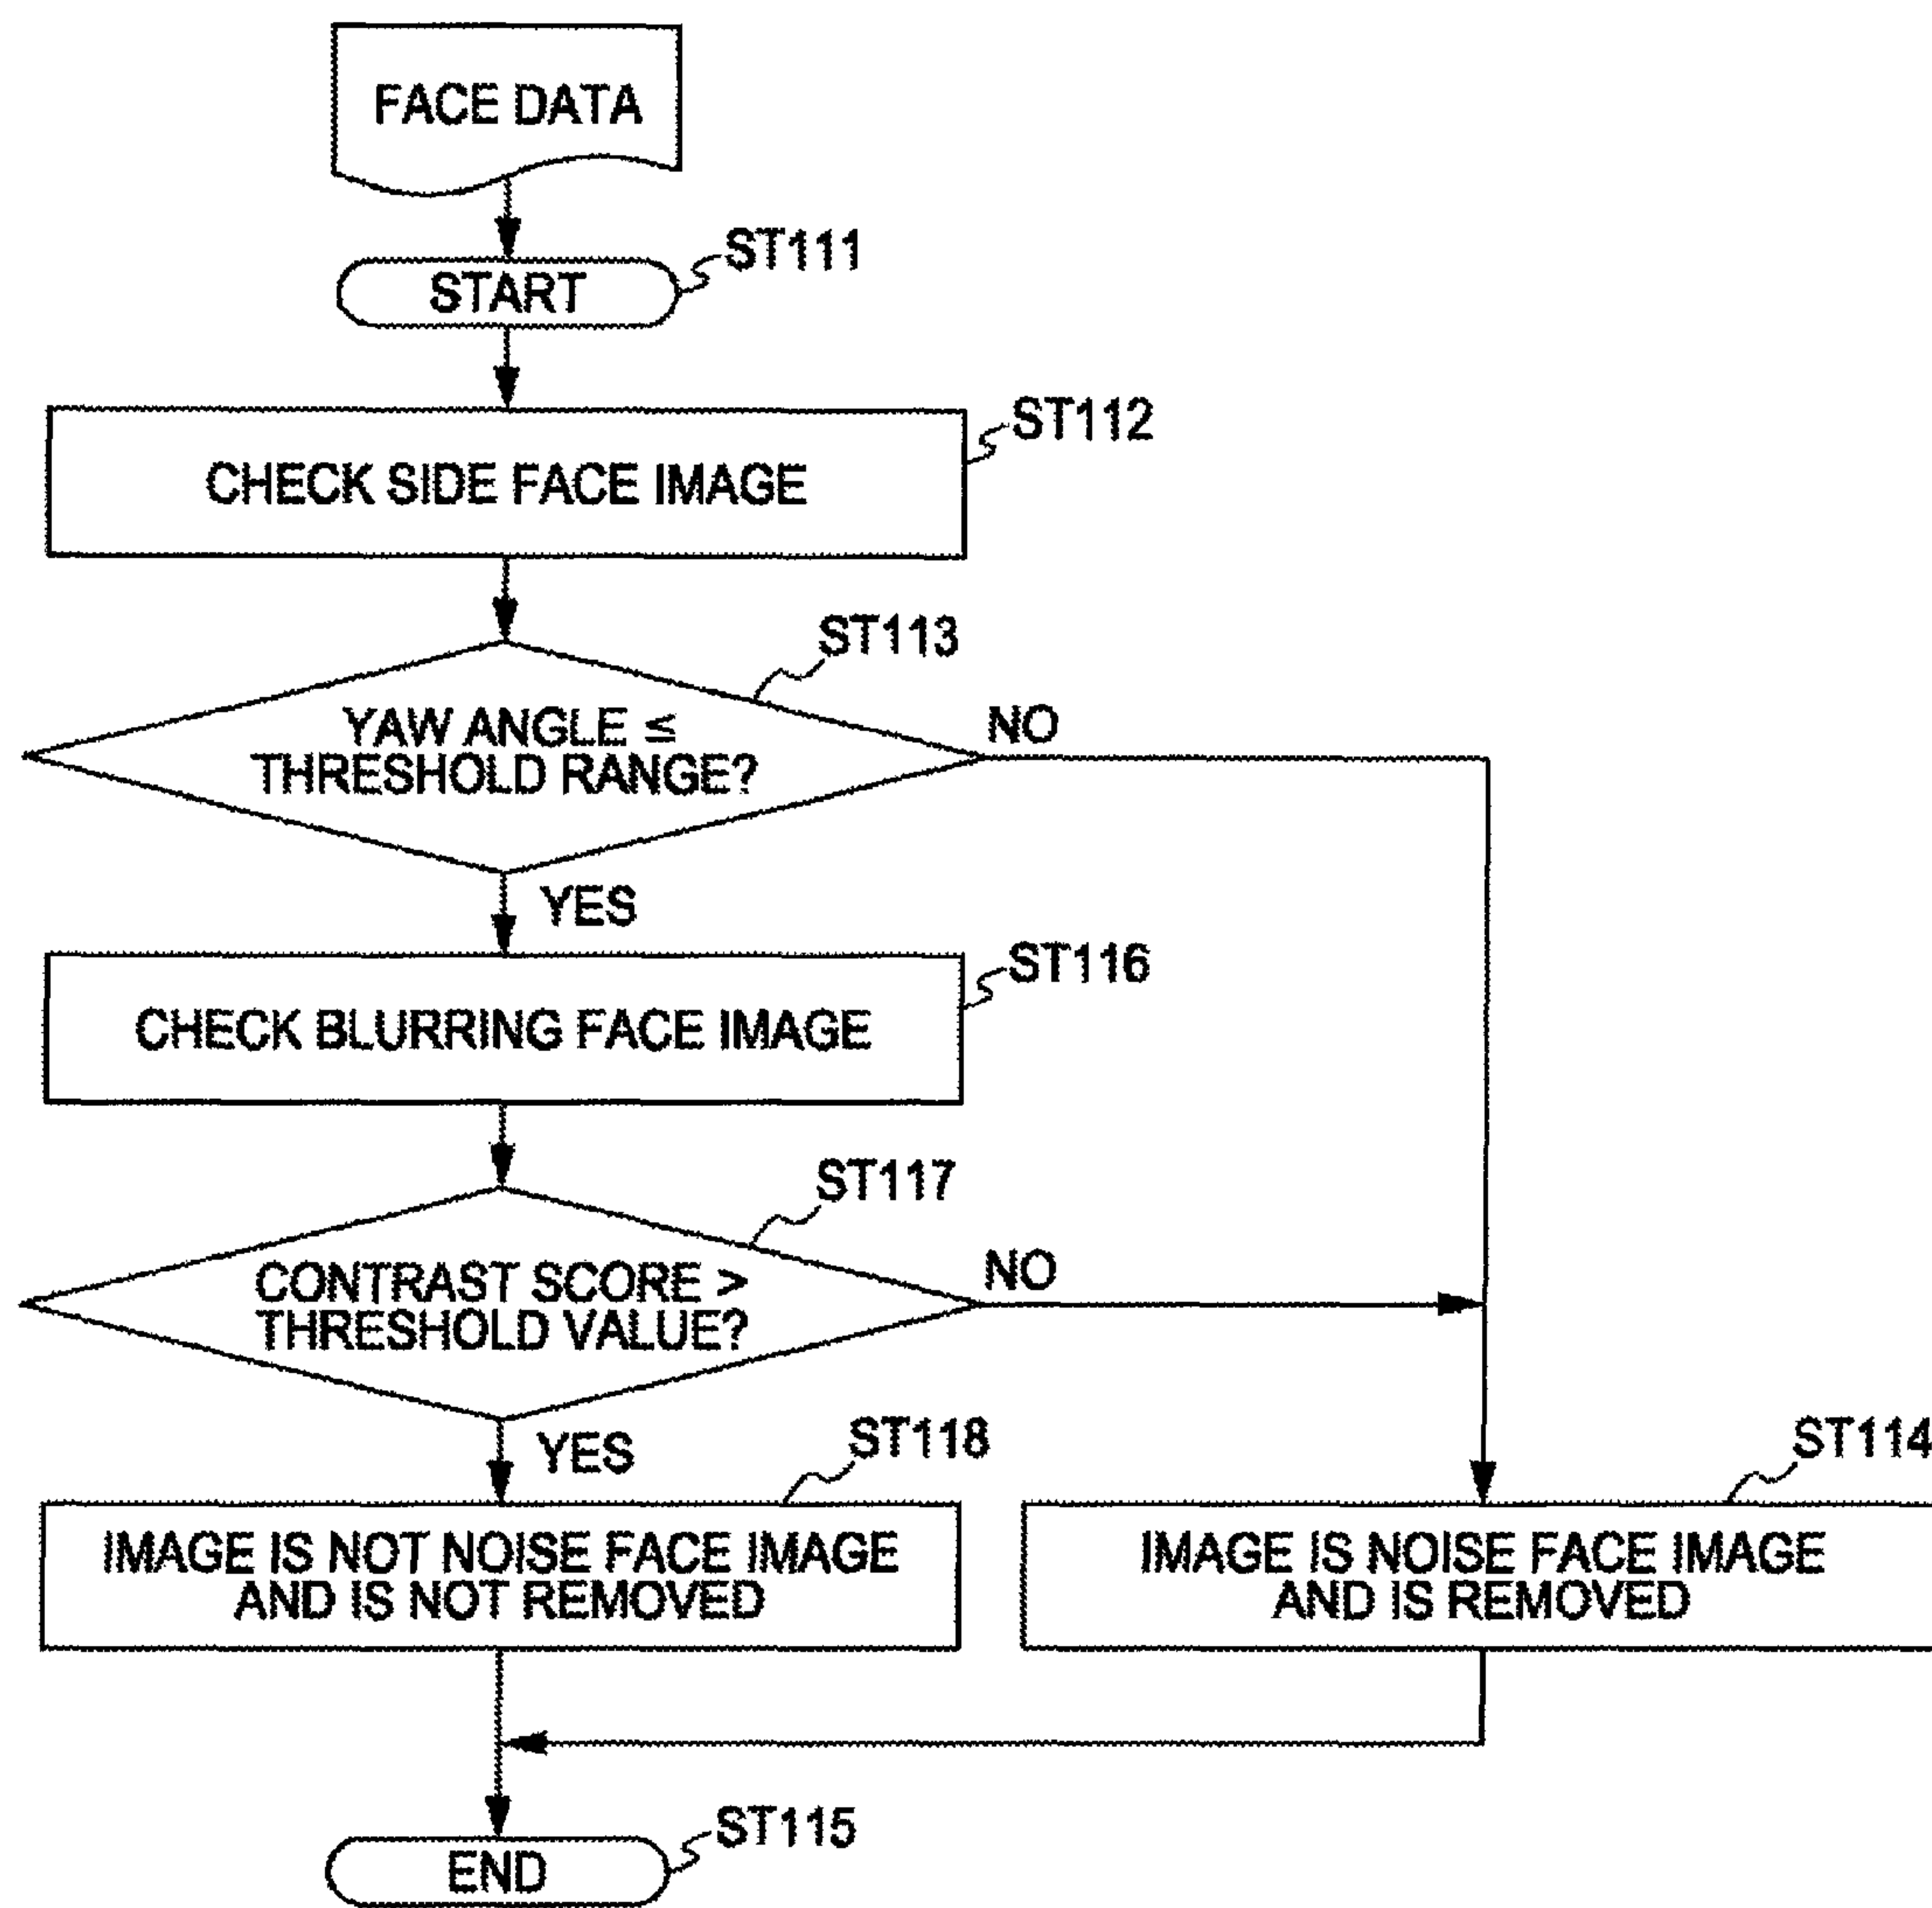 FACE DATA
ST111
START
ST112
CHECK SIDE FACE IMAGE
ST113
YAW ANGLE ≤
THRESHOLD RANGE?
NO
YES
ST116
CHECK BLURRING FACE IMAGE
ST117
CONTRAST SCORE >
THRESHOLD VALUE?
NO
YES
ST118
IMAGE IS NOT NOISE FACE IMAGE
AND IS NOT REMOVED
ST114
IMAGE IS NOISE FACE IMAGE
AND IS REMOVED
ST115
END